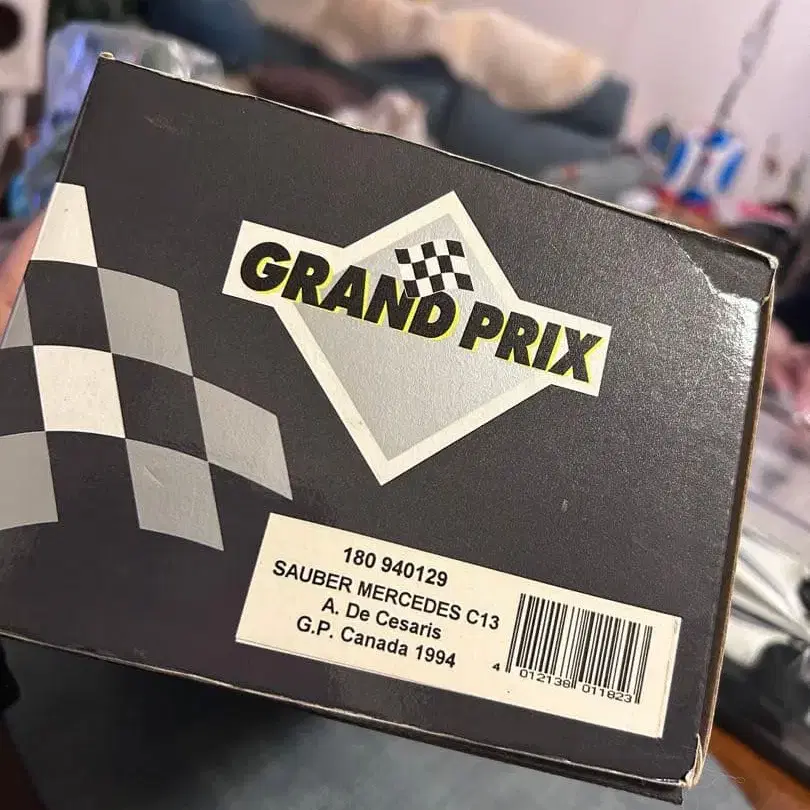 GRAND PRIX
180 940129
SAUBER MERCEDES C13
A. De Cesaris
G.P. Canada 1994
4 012138 011823